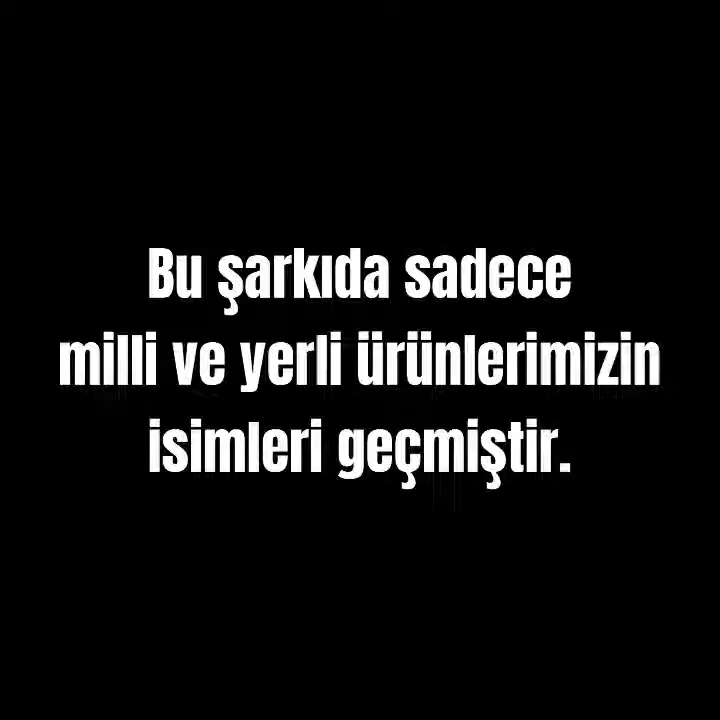 Bu şarkıda sadece
milli ve yerli ürünlerimizin
isimleri geçmiştir.